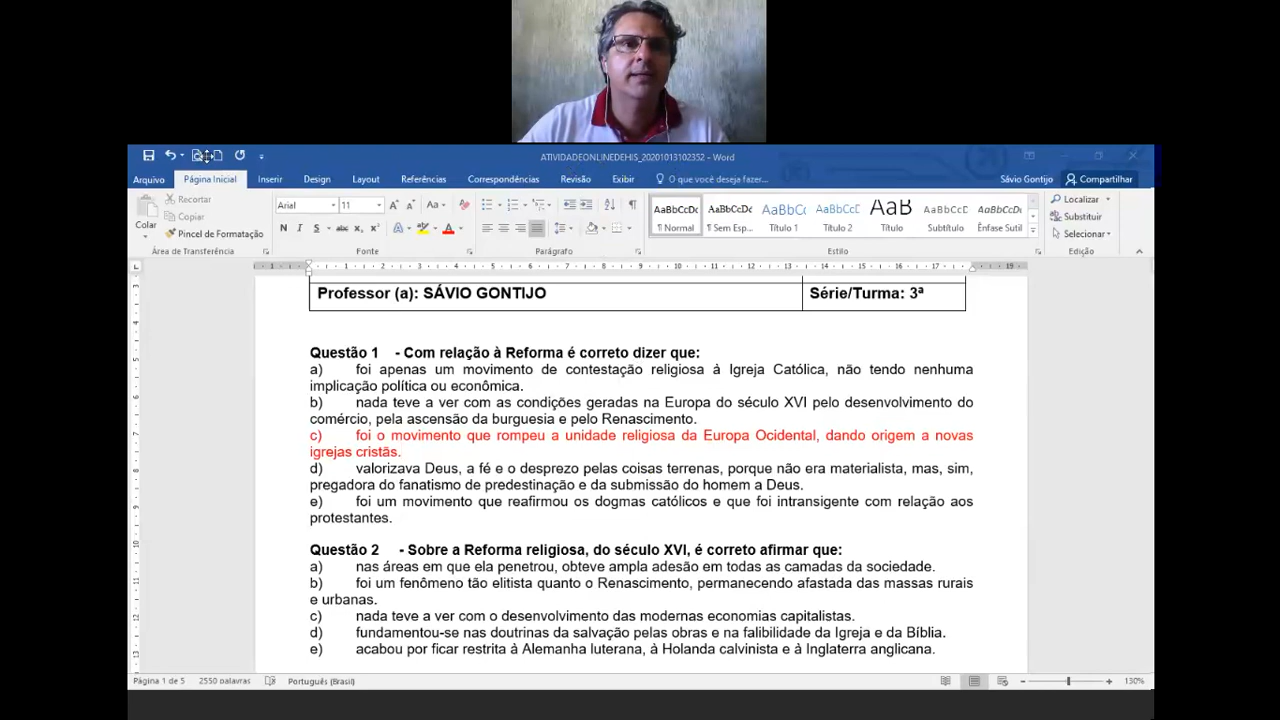 ATIVIDADEONLINEDEHIS_20201013102352 – Word
Arquivo Página Inicial Inserir Design Layout Referências Correspondências Revisão Exibir O que você deseja fazer... Sávio Gontijo Compartilhar
Colar Recortar Copiar Pincel de Formatação
Arial 11
N I S abc x₂ x²
AaBbCcDc ¶ Normal AaBbCcDc ¶ Sem Esp... AaBbC Título 1 AaBbCcD Título 2 AaB Título AaBbCcD Subtítulo AaBbCcDc Ênfase Sutil
Localizar
Substituir
Selecionar
Área de Transferência Fonte Parágrafo Estilo Edição
Professor (a): SÁVIO GONTIJO Série/Turma: 3ª
Questão 1 - Com relação à Reforma é correto dizer que:
a) foi apenas um movimento de contestação religiosa à Igreja Católica, não tendo nenhuma
implicação política ou econômica.
b) nada teve a ver com as condições geradas na Europa do século XVI pelo desenvolvimento do
comércio, pela ascensão da burguesia e pelo Renascimento.
c) foi o movimento que rompeu a unidade religiosa da Europa Ocidental, dando origem a novas
igrejas cristãs.
d) valorizava Deus, a fé e o desprezo pelas coisas terrenas, porque não era materialista, mas, sim,
pregadora do fanatismo de predestinação e da submissão do homem a Deus.
e) foi um movimento que reafirmou os dogmas católicos e que foi intransigente com relação aos
protestantes.
Questão 2 - Sobre a Reforma religiosa, do século XVI, é correto afirmar que:
a) nas áreas em que ela penetrou, obteve ampla adesão em todas as camadas da sociedade.
b) foi um fenômeno tão elitista quanto o Renascimento, permanecendo afastada das massas rurais
e urbanas.
c) nada teve a ver com o desenvolvimento das modernas economias capitalistas.
d) fundamentou-se nas doutrinas da salvação pelas obras e na falibilidade da Igreja e da Bíblia.
e) acabou por ficar restrita à Alemanha luterana, à Holanda calvinista e à Inglaterra anglicana.
Página 1 de 5 2550 palavras Português (Brasil) 130%